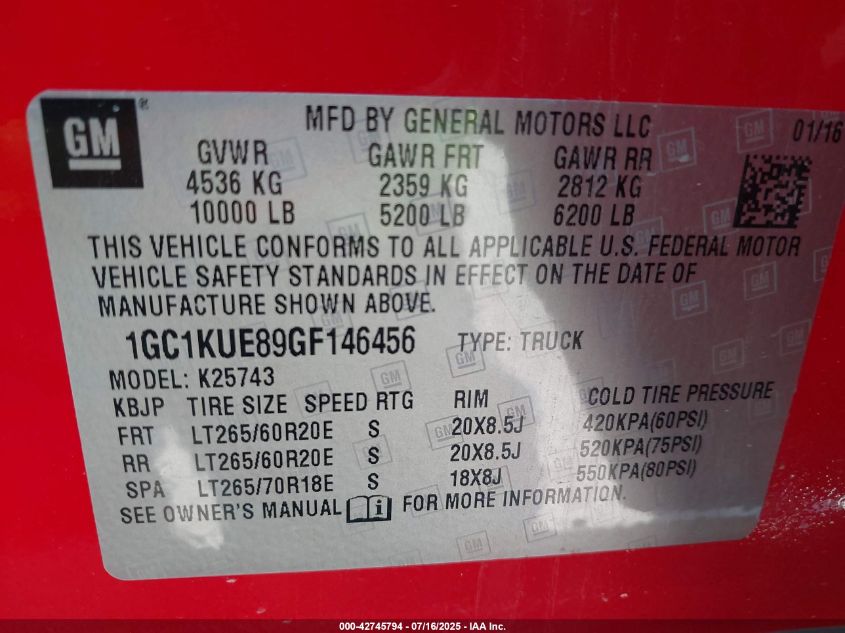 GM
®
MFD BY GENERAL MOTORS LLC
01/16
GVWR GAWR FRT GAWR RR
4536 KG 2359 KG 2812 KG
10000 LB 5200 LB 6200 LB
THIS VEHICLE CONFORMS TO ALL APPLICABLE U.S. FEDERAL MOTOR
VEHICLE SAFETY STANDARDS IN EFFECT ON THE DATE OF
MANUFACTURE SHOWN ABOVE.
1GC1KUE89GF146456 TYPE: TRUCK
MODEL: K25743
KBJP TIRE SIZE SPEED RTG RIM COLD TIRE PRESSURE
FRT LT265/60R20E S 20X8.5J 420KPA(60PSI)
RR LT265/60R20E S 20X8.5J 520KPA(75PSI)
SPA LT265/70R18E S 18X8J 550KPA(80PSI)
SEE OWNER'S MANUAL i FOR MORE INFORMATION.
000-42745794 - 07/16/2025 - IAA Inc.